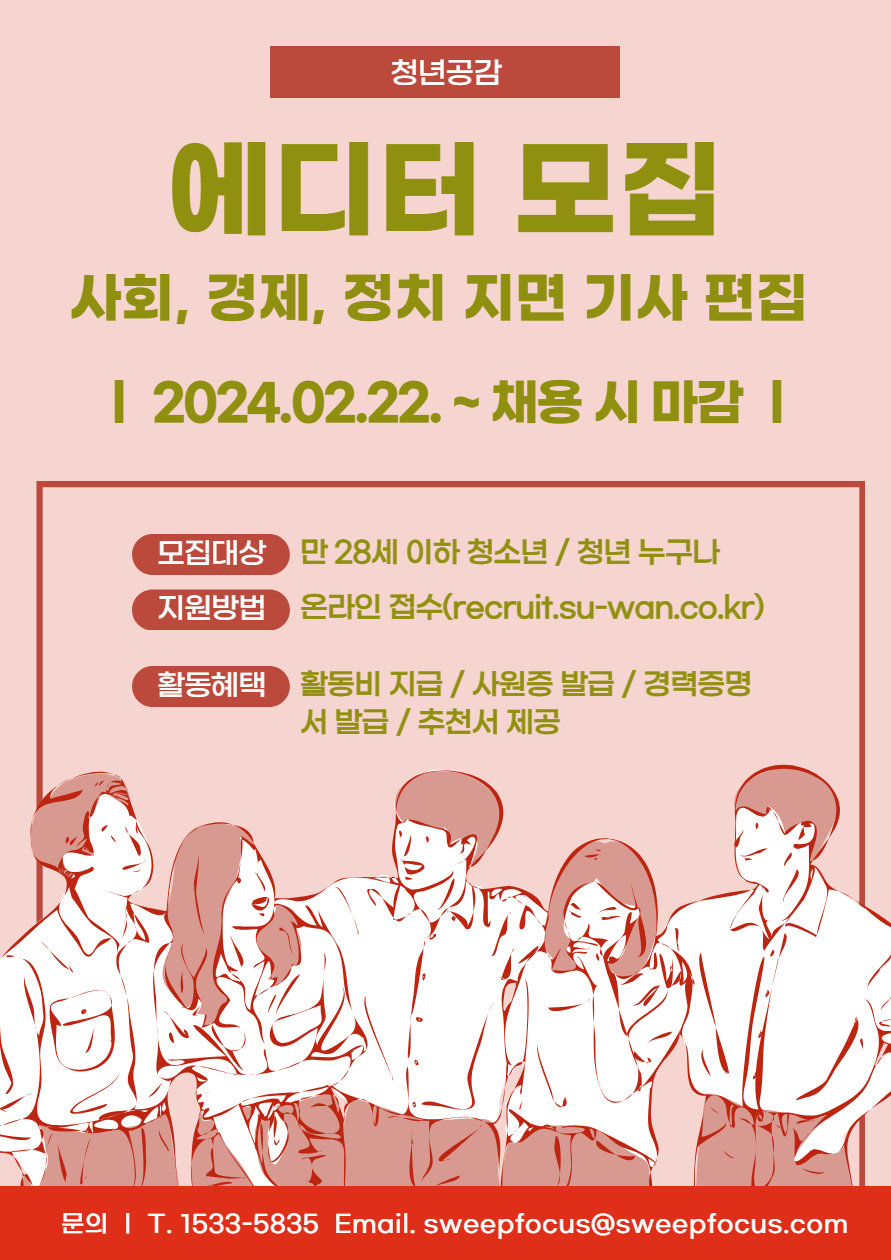 청년공감
에디터 모집
사회, 경제, 정치 지면 기사 편집
| 2024.02.22. ~ 채용 시 마감 |
모집대상 만 28세 이하 청소년 / 청년 누구나
지원방법 온라인 접수(recruit.su-wan.co.kr)
활동혜택 활동비 지급 / 사원증 발급 / 경력증명
서 발급 / 추천서 제공
문의 | T. 1533-5835 Email. sweepfocus@sweepfocus.com